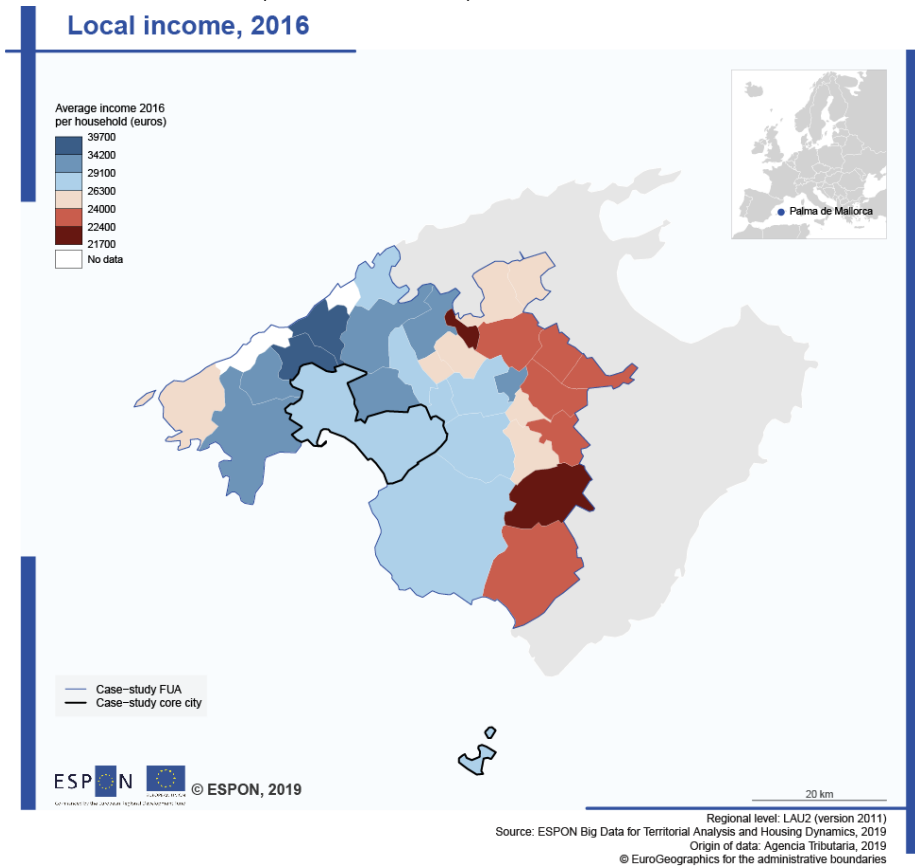 Local income, 2016
Average income 2016
per household (euros)
39700
34200
29100
26300
24000
22400
21700
No data
Palma de Mallorca
Case−study FUA
Case−study core city
ESPON
© ESPON, 2019
20 km
Regional level: LAU2 (version 2011)
Source: ESPON Big Data for Territorial Analysis and Housing Dynamics, 2019
Origin of data: Agencia Tributaria, 2019
© EuroGeographics for the administrative boundaries